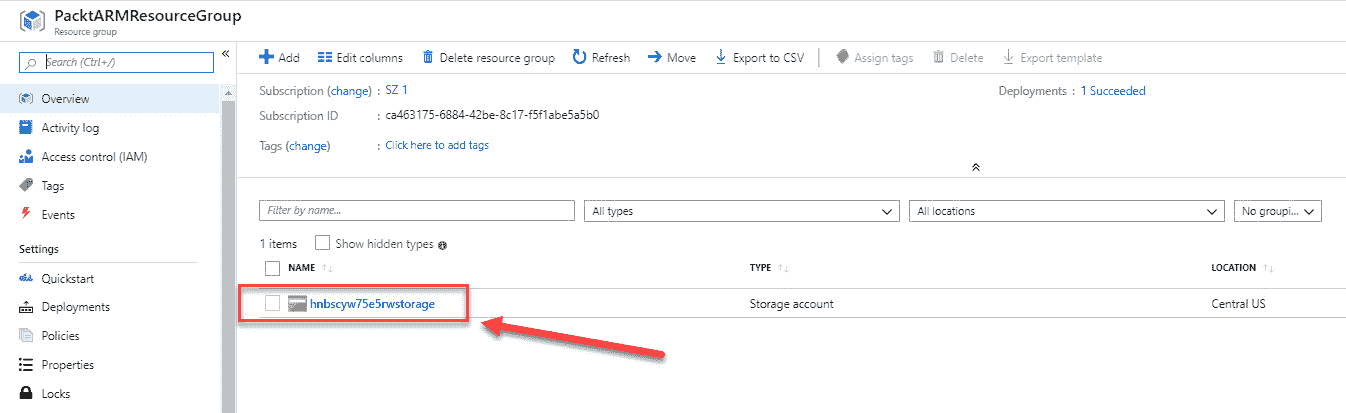 PacktARMResourceGroup
Resource group
Search (Ctrl+/)
Overview
Activity log
Access control (IAM)
Tags
Events
Settings
Quickstart
Deployments
Policies
Properties
Locks
Add Edit columns Delete resource group Refresh Move Export to CSV Assign tags Delete Export template
Subscription (change) : SZ 1 Deployments : 1 Succeeded
Subscription ID : ca463175-6884-42be-8c17-f5f1abe5a5b0
Tags (change) : Click here to add tags
Filter by name... All types All locations No groupi...
1 items Show hidden types
NAME TYPE LOCATION
hnbscyw75e5rwstorage Storage account Central US